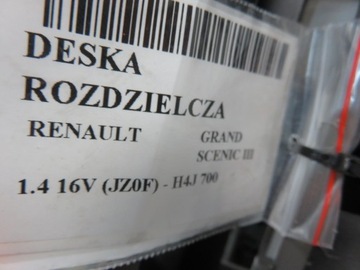 DESKA
ROZDZIELCZA
RENAULT GRAND
SCENIC III
1.4 16V (JZ0F) - H4J 700